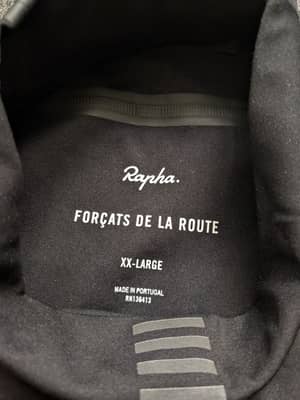 Rapha.
FORÇATS DE LA ROUTE
XX-LARGE
MADE IN PORTUGAL
RN136413